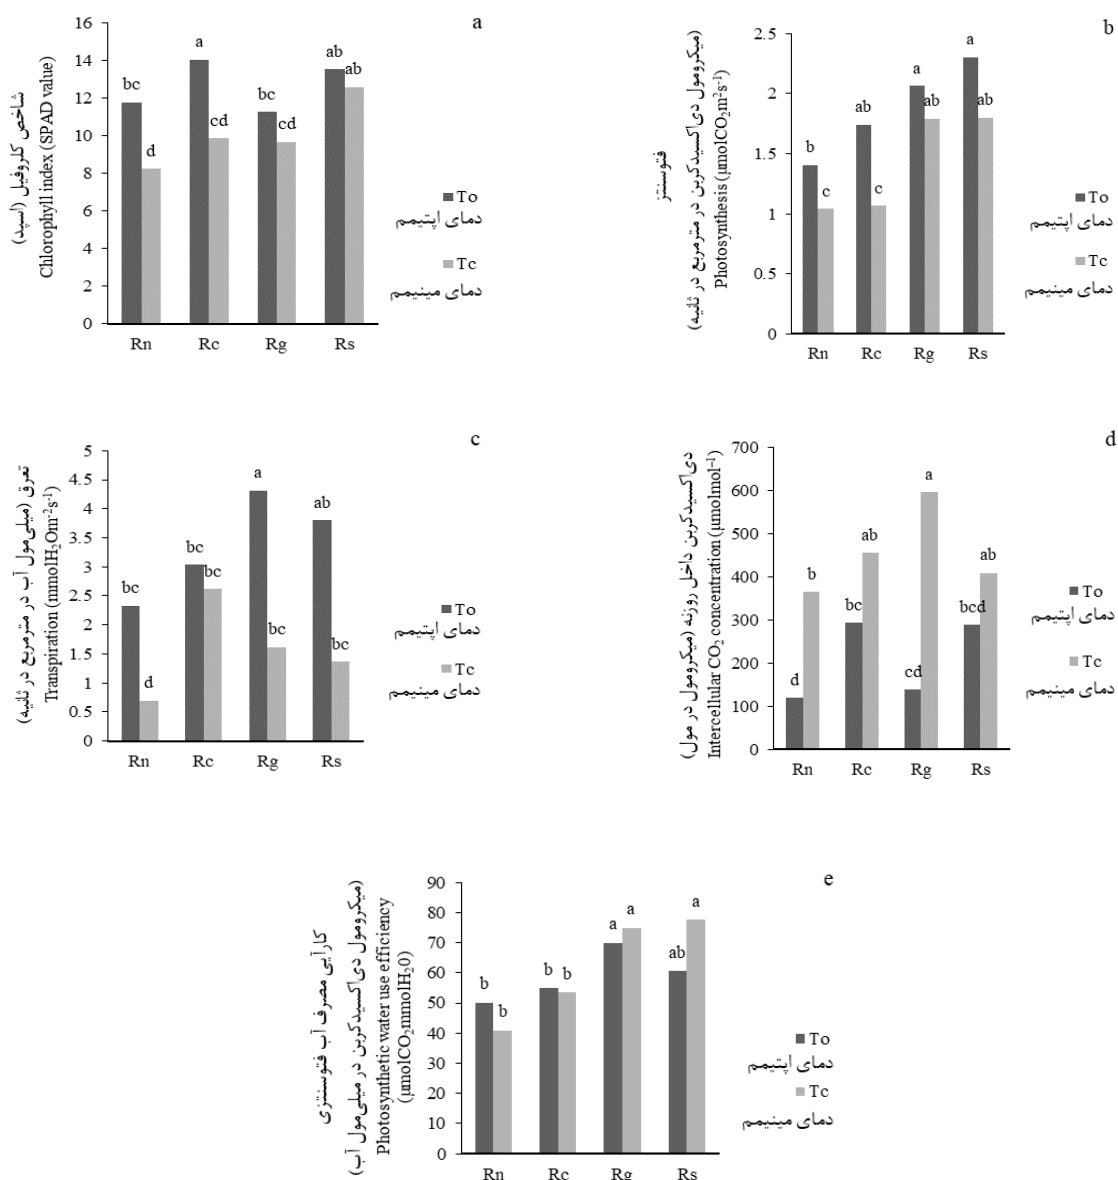 a
شاخص کلروفیل (اسپد)
Chlorophyll index (SPAD value)
16
14
12
10
8
6
4
2
0
bc
d
a
cd
bc
cd
ab
ab
Rn Rc Rg Rs
To
دمای اپتیمم
Tc
دمای مینیمم
b
فتوسنتز
(میکرومول دی‌اکسیدکربن در مترمربع در ثانیه)
Photosynthesis (µmolCO₂m²s⁻¹)
2.5
2
1.5
1
0.5
0
b
c
ab
c
a
ab
a
ab
Rn Rc Rg Rs
To
دمای اپتیمم
Tc
دمای مینیمم
c
تعرق (میلی‌مول آب در مترمربع در ثانیه)
Transpiration (mmolH₂Om⁻²s⁻¹)
5
4.5
4
3.5
3
2.5
2
1.5
1
0.5
0
bc
d
bc
bc
a
bc
ab
bc
Rn Rc Rg Rs
To
دمای اپتیمم
Tc
دمای مینیمم
d
دی‌اکسیدکربن داخل روزنه (میکرومول در مول)
Intercellular CO₂ concentration (µmolmol⁻¹)
700
600
500
400
300
200
100
0
d
b
bc
ab
cd
a
bcd
ab
Rn Rc Rg Rs
To
دمای اپتیمم
Tc
دمای مینیمم
e
کارآیی مصرف آب فتوسنتزی
(میکرومول دی‌اکسیدکربن در میلی‌مول آب)
Photosynthetic water use efficiency
(µmolCO₂mmolH₂0)
90
80
70
60
50
40
30
20
10
0
b
b
b
b
a
a
ab
a
Rn Rc Rg Rs
To
دمای اپتیمم
Tc
دمای مینیمم